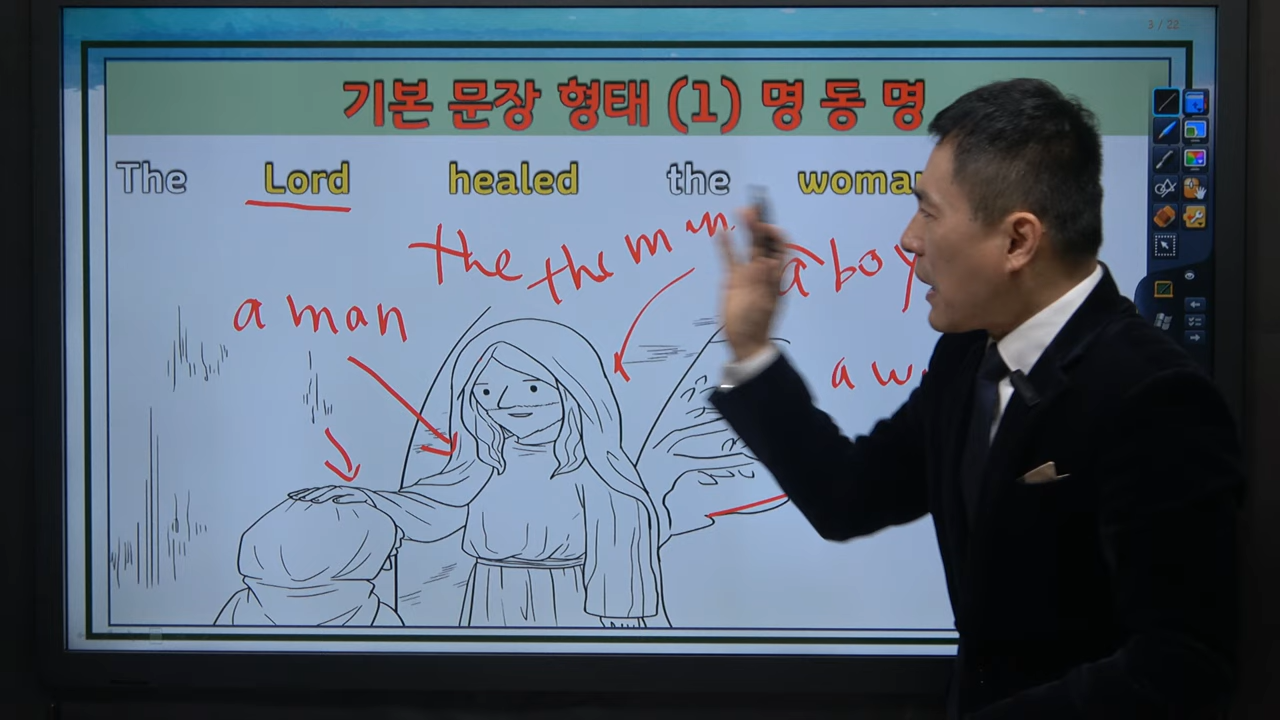 3 / 22
기본 문장 형태 (1) 명 동 명
The Lord healed the
the the man
a boy
a man
a